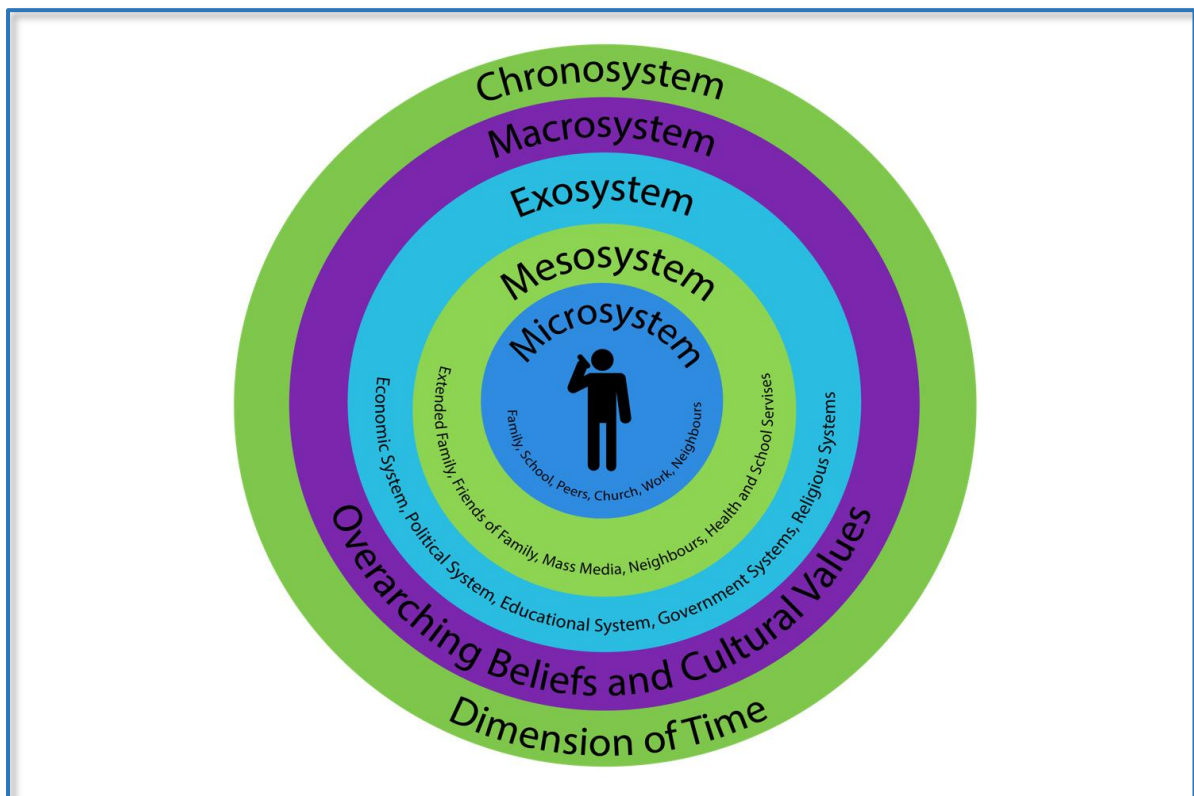 Chronosystem
Macrosystem
Exosystem
Mesosystem
Microsystem
Family, School, Peers, Church, Work, Neighbours
Extended Family, Friends of Family, Mass Media, Neighbours, Health and School Servises
Economic System, Political System, Educational System, Government Systems, Religious Systems
Overarching Beliefs and Cultural Values
Dimension of Time